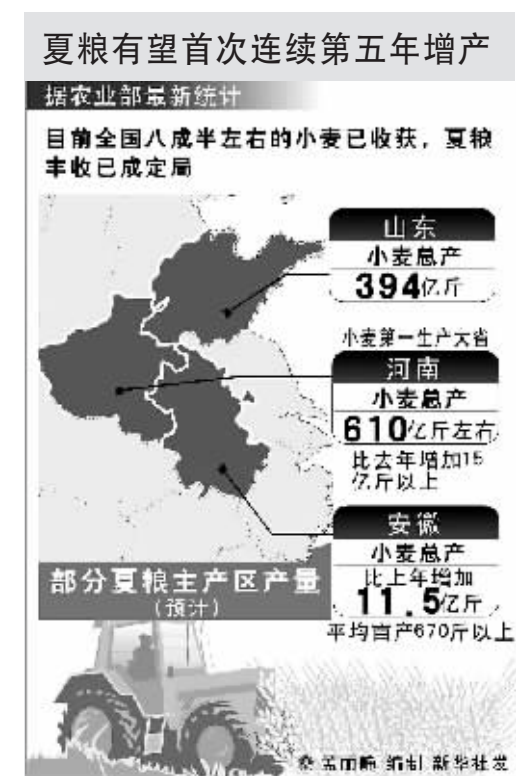 夏粮有望首次连续第五年增产
据农业部最新统计
目前全国八成半左右的小麦已收获，夏粮
丰收已成定局
山东
小麦总产
394亿斤
小麦第一生产大省
河南
小麦总产
610亿斤左右
比去年增加15
亿斤以上
安徽
小麦总产
比上年增加
11.5亿斤
平均亩产670斤以上
部分夏粮主产区产量
（预计）
编制 新华社发